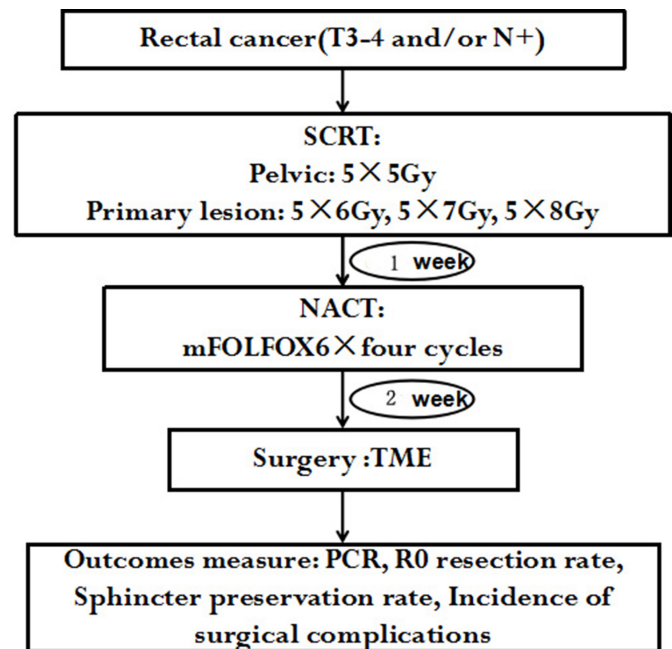 Rectal cancer(T3-4 and/or N+)
SCRT:
Pelvic: 5×5Gy
Primary lesion: 5×6Gy, 5×7Gy, 5×8Gy
1 week
NACT:
mFOLFOX6×four cycles
2 week
Surgery :TME
Outcomes measure: PCR, R0 resection rate,
Sphincter preservation rate, Incidence of
surgical complications